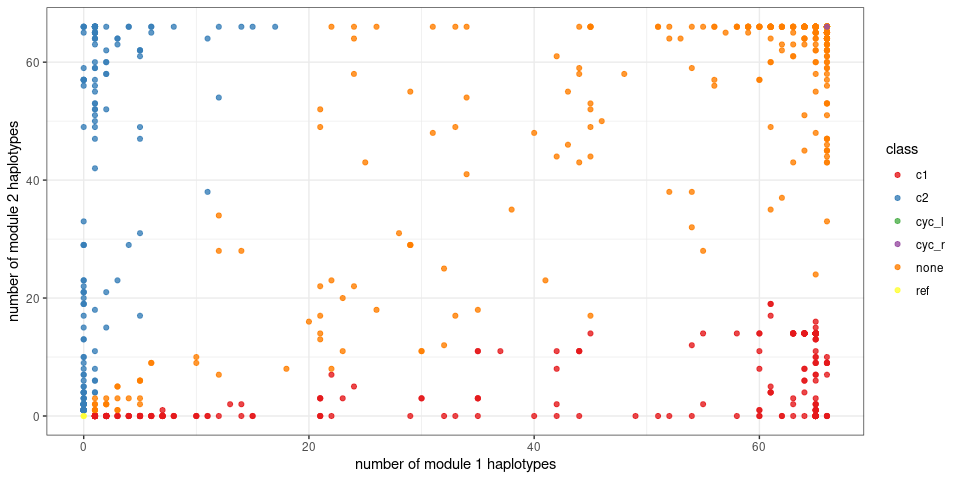 60
40
20
0
0
20
40
60
number of module 2 haplotypes
number of module 1 haplotypes
class
c1
c2
cyc_l
cyc_r
none
ref